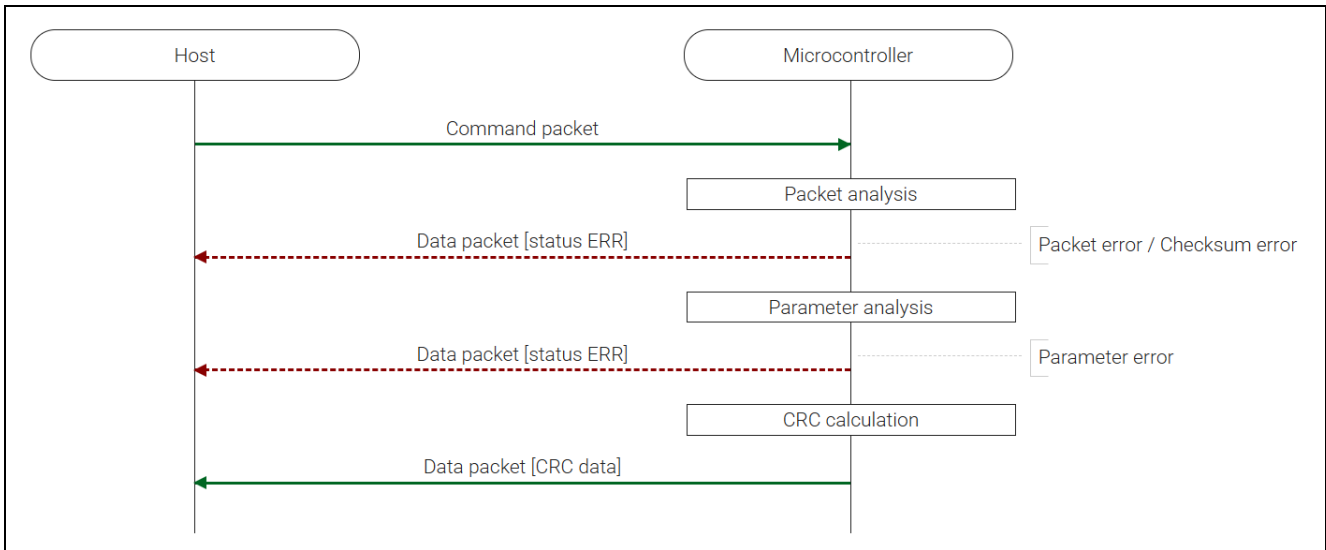 Host
Microcontroller
Command packet
Packet analysis
Data packet [status ERR]
Packet error / Checksum error
Parameter analysis
Data packet [status ERR]
Parameter error
CRC calculation
Data packet [CRC data]